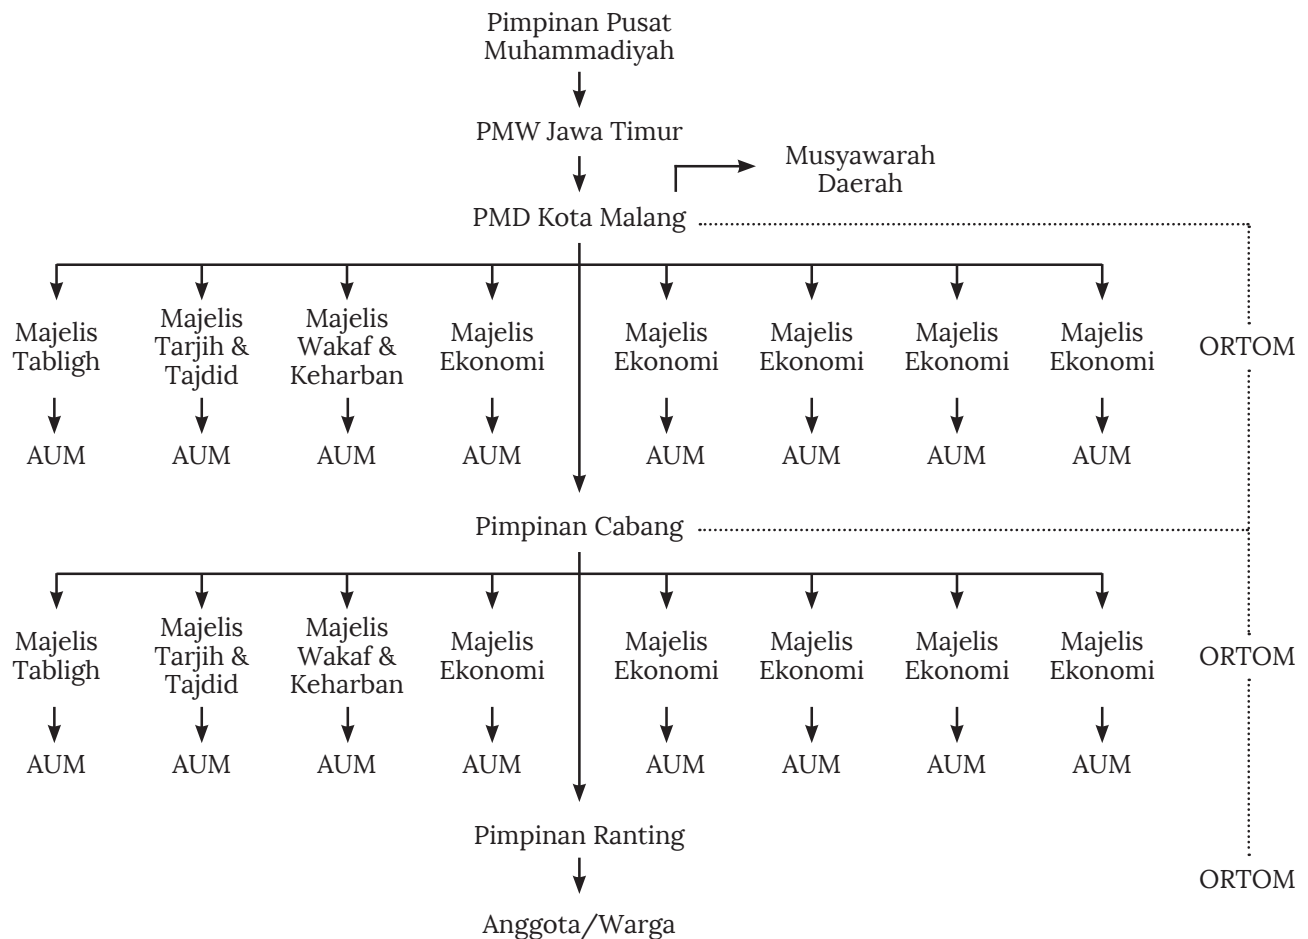 Pimpinan Pusat
Muhammadiyah
PMW Jawa Timur
Musyawarah
Daerah
PMD Kota Malang
Majelis
Tabligh
Majelis
Tarjih &
Tajdid
Majelis
Wakaf &
Keharban
Majelis
Ekonomi
Majelis
Ekonomi
Majelis
Ekonomi
Majelis
Ekonomi
Majelis
Ekonomi
ORTOM
AUM
AUM
AUM
AUM
AUM
AUM
AUM
AUM
Pimpinan Cabang
Majelis
Tabligh
Majelis
Tarjih &
Tajdid
Majelis
Wakaf &
Keharban
Majelis
Ekonomi
Majelis
Ekonomi
Majelis
Ekonomi
Majelis
Ekonomi
Majelis
Ekonomi
ORTOM
AUM
AUM
AUM
AUM
AUM
AUM
AUM
AUM
Pimpinan Ranting
ORTOM
Anggota/Warga